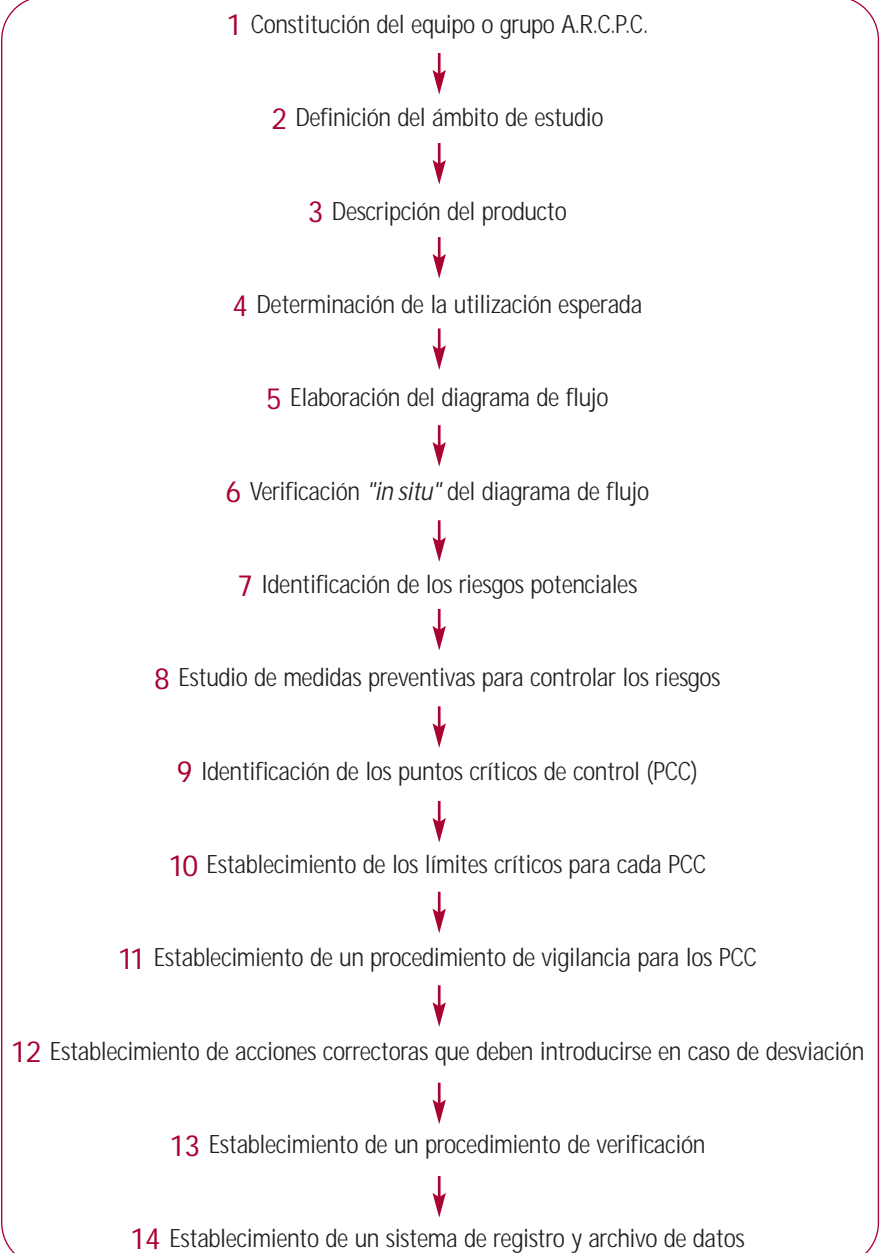 1 Constitución del equipo o grupo A.R.C.P.C.
2 Definición del ámbito de estudio
3 Descripción del producto
4 Determinación de la utilización esperada
5 Elaboración del diagrama de flujo
6 Verificación "in situ" del diagrama de flujo
7 Identificación de los riesgos potenciales
8 Estudio de medidas preventivas para controlar los riesgos
9 Identificación de los puntos críticos de control (PCC)
10 Establecimiento de los límites críticos para cada PCC
11 Establecimiento de un procedimiento de vigilancia para los PCC
12 Establecimiento de acciones correctoras que deben introducirse en caso de desviación
13 Establecimiento de un procedimiento de verificación
14 Establecimiento de un sistema de registro y archivo de datos